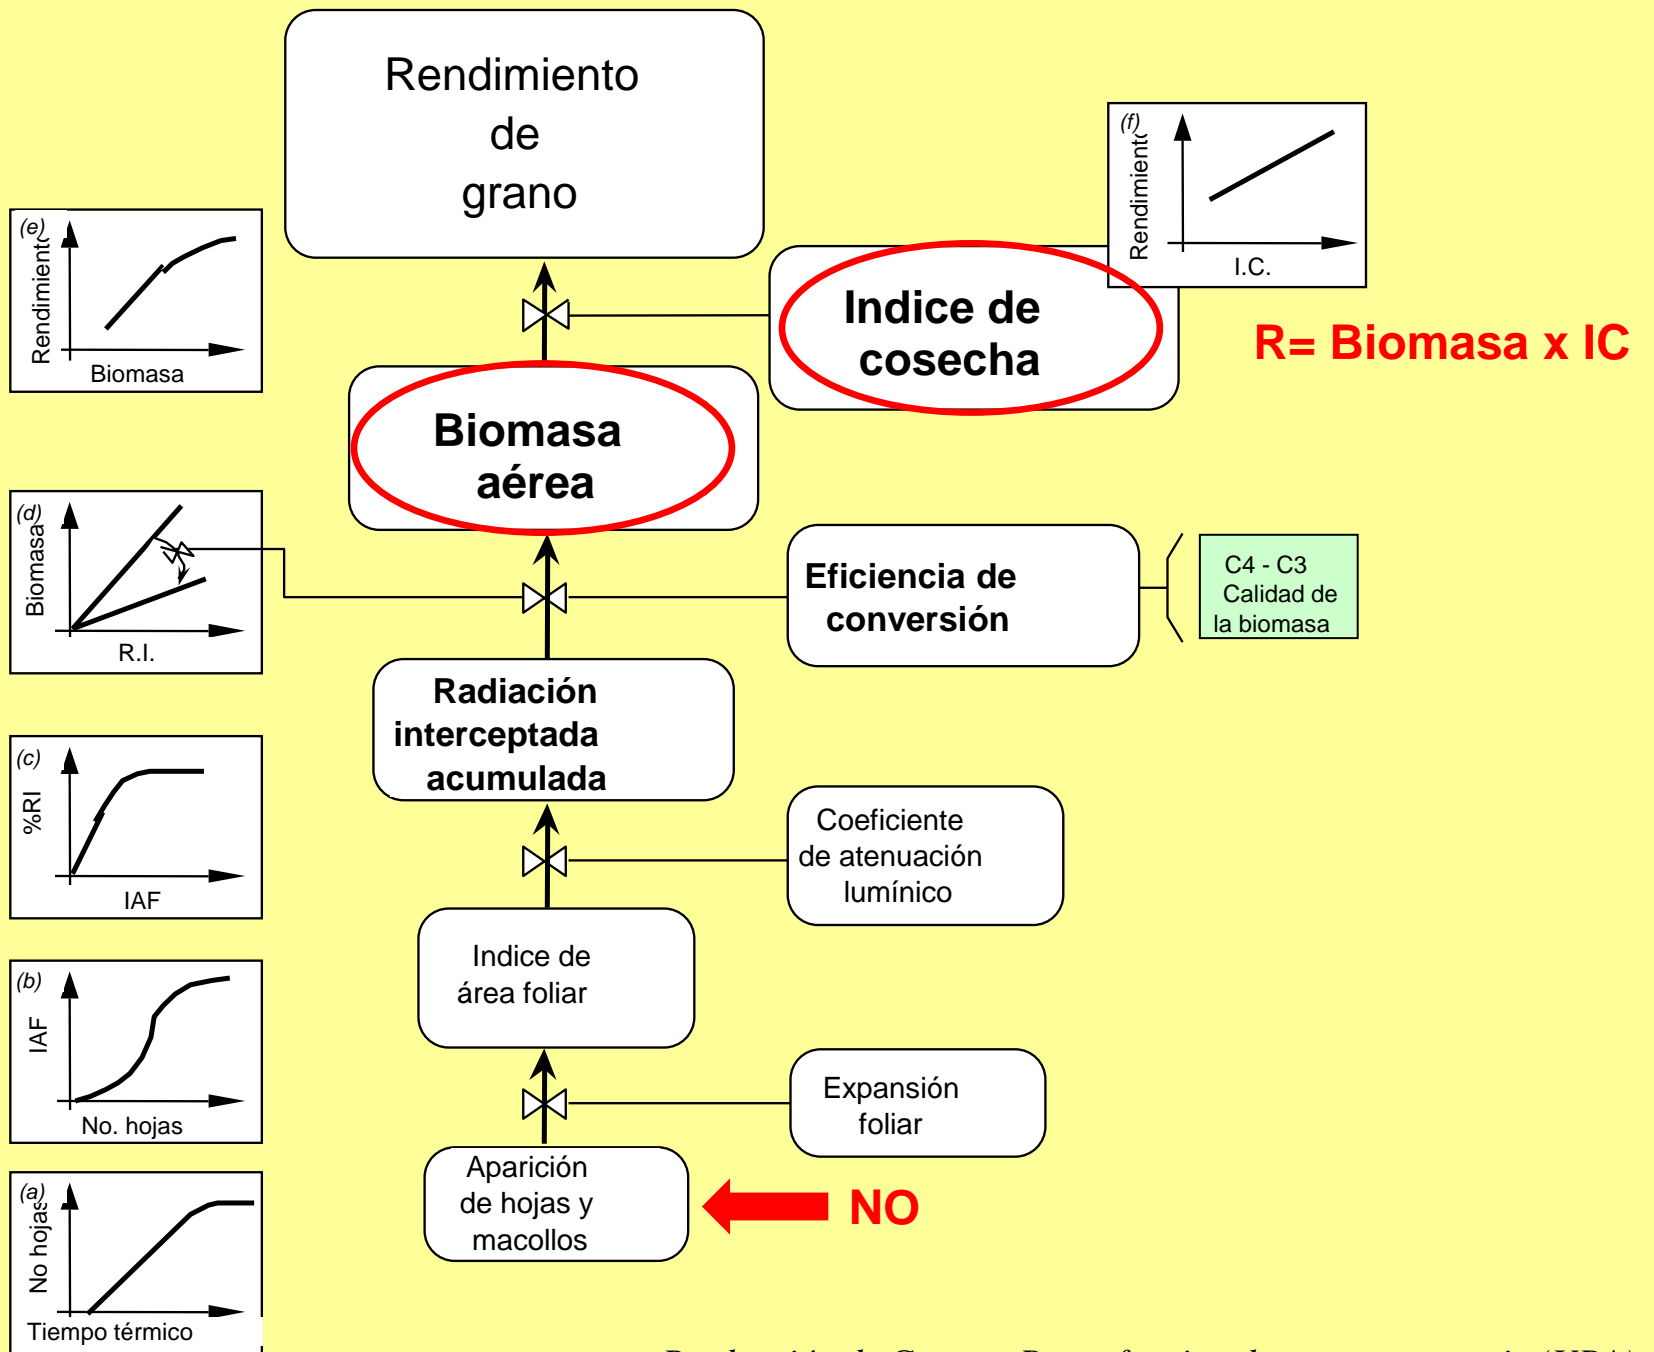 Rendimiento
de
grano
(f)
Rendimiento
I.C.
(e)
Rendimiento
Biomasa
Indice de
cosecha
R= Biomasa x IC
Biomasa
aérea
(d)
Biomasa
R.I.
Eficiencia de
conversión
C4 - C3
Calidad de
la biomasa
Radiación
interceptada
acumulada
(c)
%RI
IAF
Coeficiente
de atenuación
lumínico
Indice de
área foliar
(b)
IAF
No. hojas
Expansión
foliar
Aparición
de hojas y
macollos
NO
(a)
No hojas
Tiempo térmico